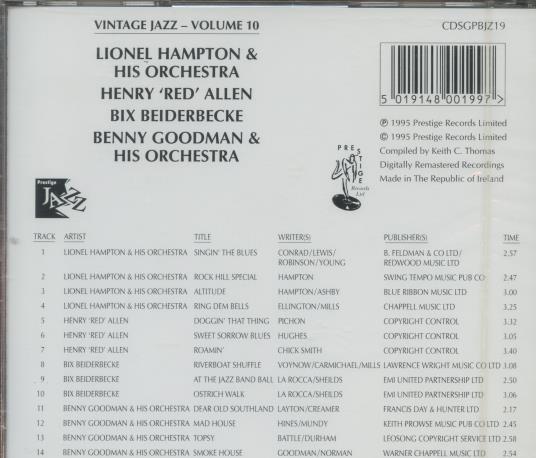 VINTAGE JAZZ – VOLUME 10
LIONEL HAMPTON &
HIS ORCHESTRA
HENRY 'RED' ALLEN
BIX BEIDERBECKE
BENNY GOODMAN &
HIS ORCHESTRA
CDSGPBJZ19
5 019148 001997 >
℗ 1995 Prestige Records Limited
© 1995 Prestige Records Limited
Compiled by Keith C. Thomas
Digitally Remastered Recordings
Made in The Republic of Ireland
PRESTIGE
Records
Ltd
Prestige
JAZZ
TRACK ARTIST TITLE WRITER(S) PUBLISHER(S) TIME
1 LIONEL HAMPTON & HIS ORCHESTRA SINGIN' THE BLUES CONRAD/LEWIS/ B. FELDMAN & CO LTD/ 2.57
ROBINSON/YOUNG REDWOOD MUSIC LTD
2 LIONEL HAMPTON & HIS ORCHESTRA ROCK HILL SPECIAL HAMPTON SWING TEMPO MUSIC PUB CO 2.47
3 LIONEL HAMPTON & HIS ORCHESTRA ALTITUDE HAMPTON/ASHBY BLUE RIBBON MUSIC LTD 3.00
4 LIONEL HAMPTON & HIS ORCHESTRA RING DEM BELLS ELLINGTON/MILLS CHAPPELL MUSIC LTD 3.25
5 HENRY 'RED' ALLEN DOGGIN' THAT THING PICHON COPYRIGHT CONTROL 3.32
6 HENRY 'RED' ALLEN SWEET SORROW BLUES HUGHES COPYRIGHT CONTROL 3.05
7 HENRY 'RED' ALLEN ROAMIN' CHICK SMITH COPYRIGHT CONTROL 3.40
8 BIX BEIDERBECKE RIVERBOAT SHUFFLE VOYNOW/CARMICHAEL/MILLS LAWRENCE WRIGHT MUSIC CO LTD 3.08
9 BIX BEIDERBECKE AT THE JAZZ BAND BALL LA ROCCA/SHEILDS EMI UNITED PARTNERSHIP LTD 2.50
10 BIX BEIDERBECKE OSTRICH WALK LA ROCCA/SHEILDS EMI UNITED PARTNERSHIP LTD 3.06
11 BENNY GOODMAN & HIS ORCHESTRA DEAR OLD SOUTHLAND LAYTON/CREAMER FRANCIS DAY & HUNTER LTD 2.17
12 BENNY GOODMAN & HIS ORCHESTRA MAD HOUSE HINES/MUNDY KEITH PROWSE MUSIC PUB CO LTD 2.45
13 BENNY GOODMAN & HIS ORCHESTRA TOPSY BATTLE/DURHAM LEOSONG COPYRIGHT SERVICE LTD 2.58
14 BENNY GOODMAN & HIS ORCHESTRA SMOKE HOUSE GOODMAN/NORMAN WARNER CHAPPELL MUSIC LTD 2.54